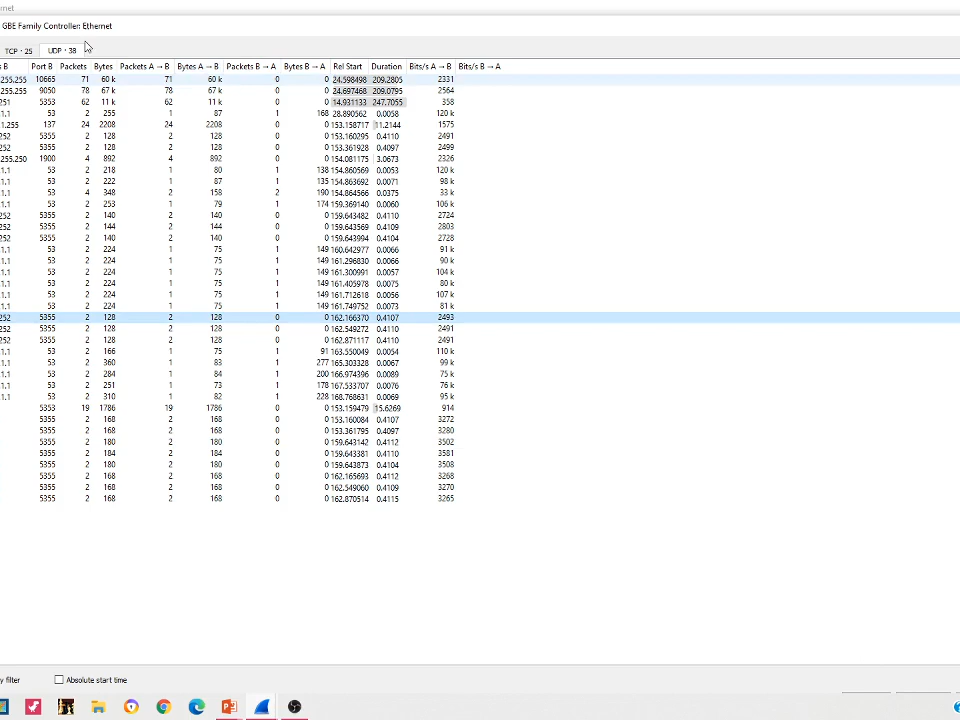 rnet
GBE Family Controller: Ethernet
TCP · 25 UDP · 38
s B Port B Packets Bytes Packets A → B Bytes A → B Packets B → A Bytes B → A Rel Start Duration Bits/s A → B Bits/s B → A
.255.255 10665 71 60 k 71 60 k 0 0 24.598498 209.2805 2331
.255.255 9050 78 67 k 78 67 k 0 0 24.697468 209.0795 2564
251 5353 62 11 k 62 11 k 0 0 14.931133 247.7055 358
.1.1 53 2 255 1 87 1 168 28.890562 0.0058 120 k
1.255 137 24 2208 24 2208 0 0 153.158717 11.2144 1575
252 5355 2 128 2 128 0 0 153.160295 0.4110 2491
252 5355 2 128 2 128 0 0 153.361928 0.4097 2499
.255.250 1900 4 892 4 892 0 0 154.081175 3.0673 2326
.1.1 53 2 218 1 80 1 138 154.860569 0.0053 120 k
.1.1 53 2 222 1 87 1 135 154.863692 0.0071 98 k
.1.1 53 4 348 2 158 2 190 154.864566 0.0375 33 k
.1.1 53 2 253 1 79 1 174 159.369140 0.0060 106 k
252 5355 2 140 2 140 0 0 159.643482 0.4110 2724
252 5355 2 144 2 144 0 0 159.643569 0.4109 2803
252 5355 2 140 2 140 0 0 159.643994 0.4104 2728
.1.1 53 2 224 1 75 1 149 160.642977 0.0066 91 k
.1.1 53 2 224 1 75 1 149 161.296830 0.0066 90 k
.1.1 53 2 224 1 75 1 149 161.300991 0.0057 104 k
.1.1 53 2 224 1 75 1 149 161.405978 0.0075 80 k
.1.1 53 2 224 1 75 1 149 161.712618 0.0056 107 k
.1.1 53 2 224 1 75 1 149 161.749752 0.0073 81 k
252 5355 2 128 2 128 0 0 162.166370 0.4107 2493
252 5355 2 128 2 128 0 0 162.549272 0.4110 2491
252 5355 2 128 2 128 0 0 162.871117 0.4110 2491
.1.1 53 2 166 1 75 1 91 163.550049 0.0054 110 k
.1.1 53 2 360 1 83 1 277 165.303328 0.0067 99 k
.1.1 53 2 284 1 84 1 200 166.974396 0.0089 75 k
.1.1 53 2 251 1 73 1 178 167.533707 0.0076 76 k
.1.1 53 2 310 1 82 1 228 168.768631 0.0069 95 k
5353 19 1786 19 1786 0 0 153.159479 15.6269 914
5355 2 168 2 168 0 0 153.160084 0.4107 3272
5355 2 168 2 168 0 0 153.361795 0.4097 3280
5355 2 180 2 180 0 0 159.643142 0.4112 3502
5355 2 184 2 184 0 0 159.643381 0.4110 3581
5355 2 180 2 180 0 0 159.643873 0.4104 3508
5355 2 168 2 168 0 0 162.165693 0.4112 3268
5355 2 168 2 168 0 0 162.549060 0.4109 3270
5355 2 168 2 168 0 0 162.870514 0.4115 3265
y filter Absolute start time